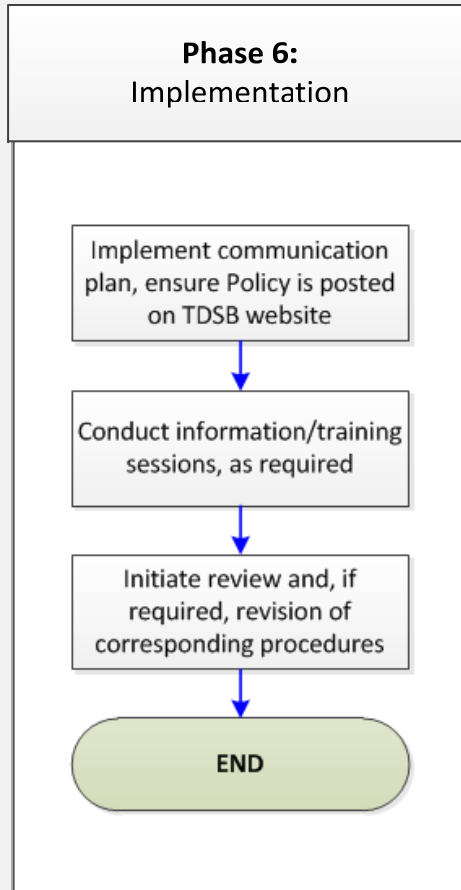 Phase 6:
Implementation
Implement communication
plan, ensure Policy is posted
on TDSB website
Conduct information/training
sessions, as required
Initiate review and, if
required, revision of
corresponding procedures
END